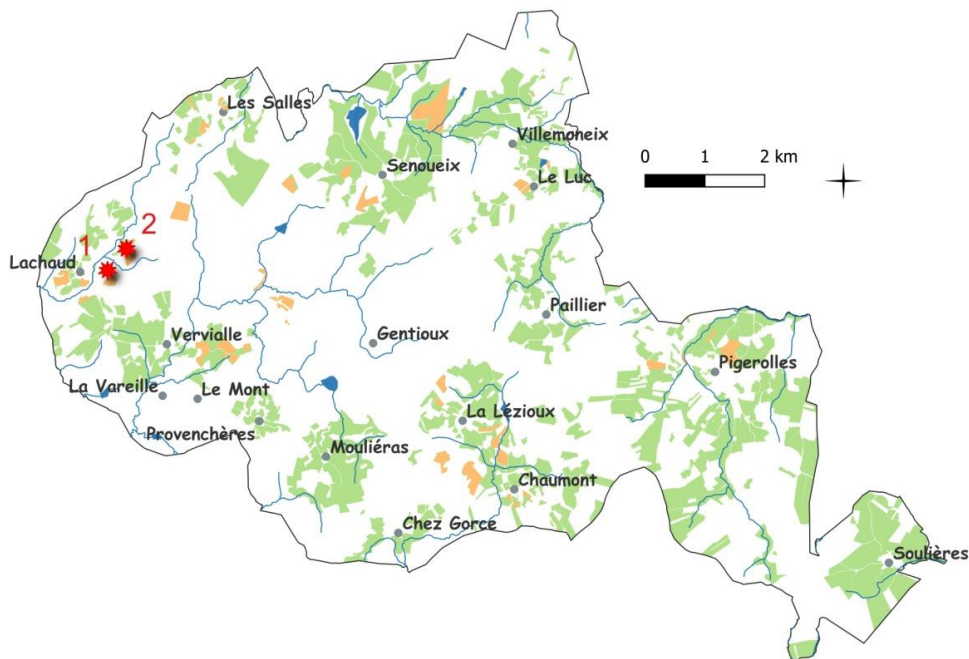 Les Salles
Villemoneix
Senoueix
0 1 2 km
Le Luc
2
1
Lachaud
Paillier
Vervialle
Gentioux
Pigerolles
La Vareille
Le Mont
La Lézioux
Provenchères
Mouliéras
Chaumont
Chez Gorce
Soulières